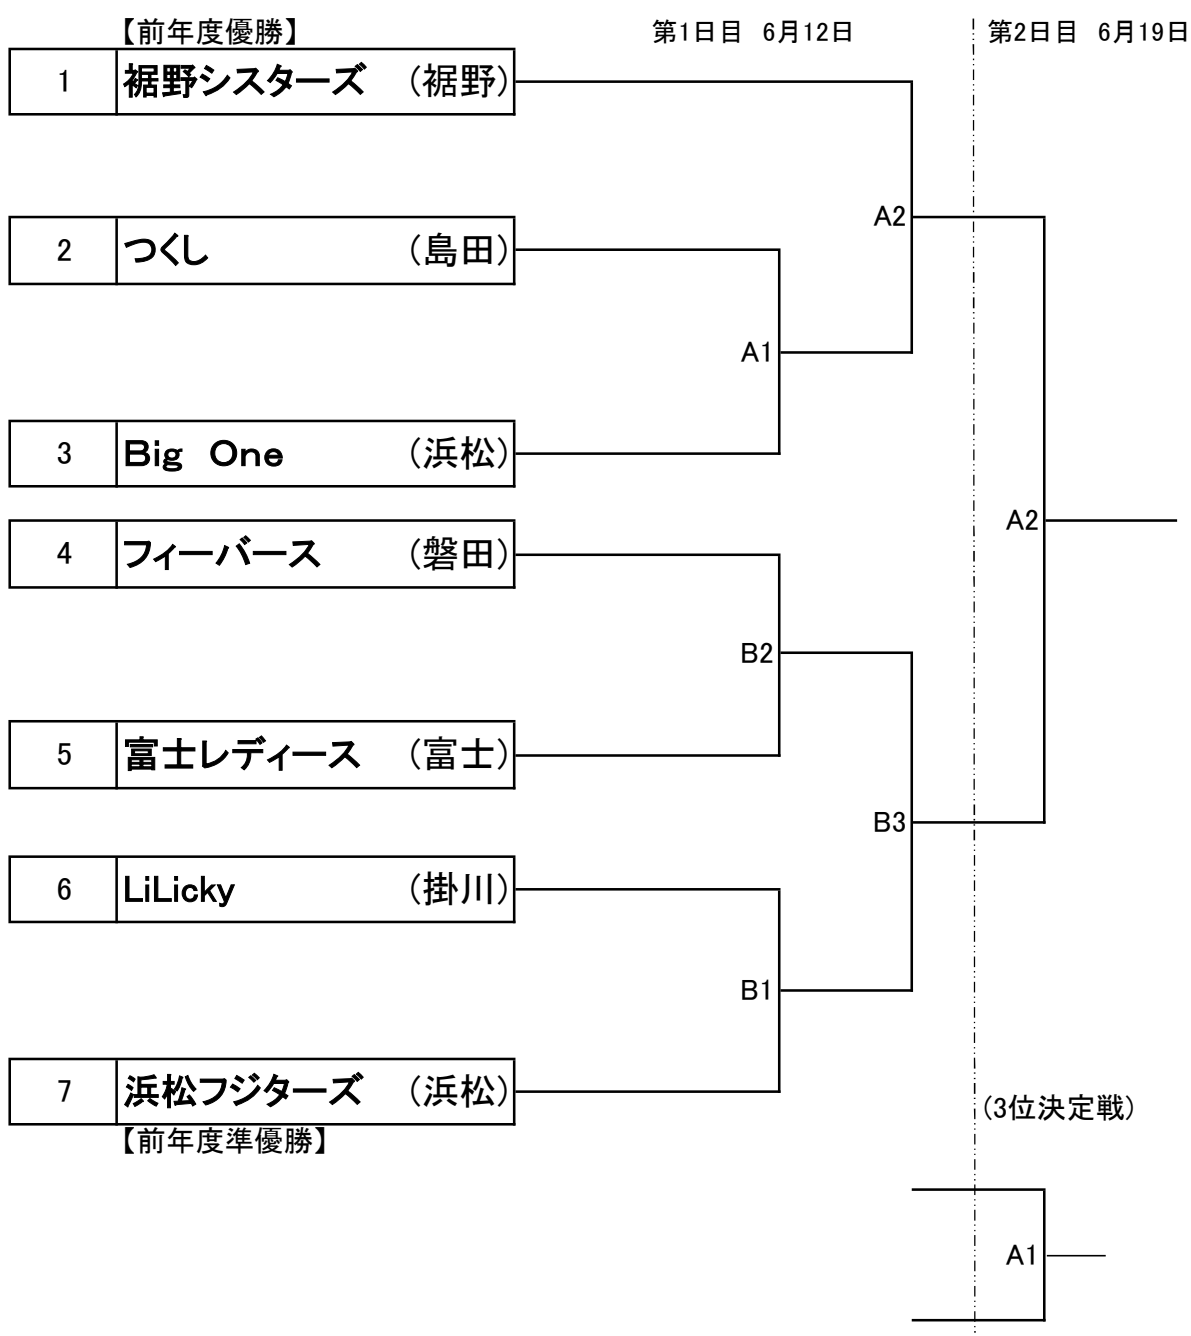 【前年度優勝】 第1日目 6月12日 第2日目 6月19日
1 裾野シスターズ (裾野)
A2
2 つくし (島田)
A1
3 Big One (浜松)
A2
4 フィーバース (磐田)
B2
5 富士レディース (富士)
B3
6 LiLicky (掛川)
B1
7 浜松フジターズ (浜松)
(3位決定戦)
【前年度準優勝】
A1